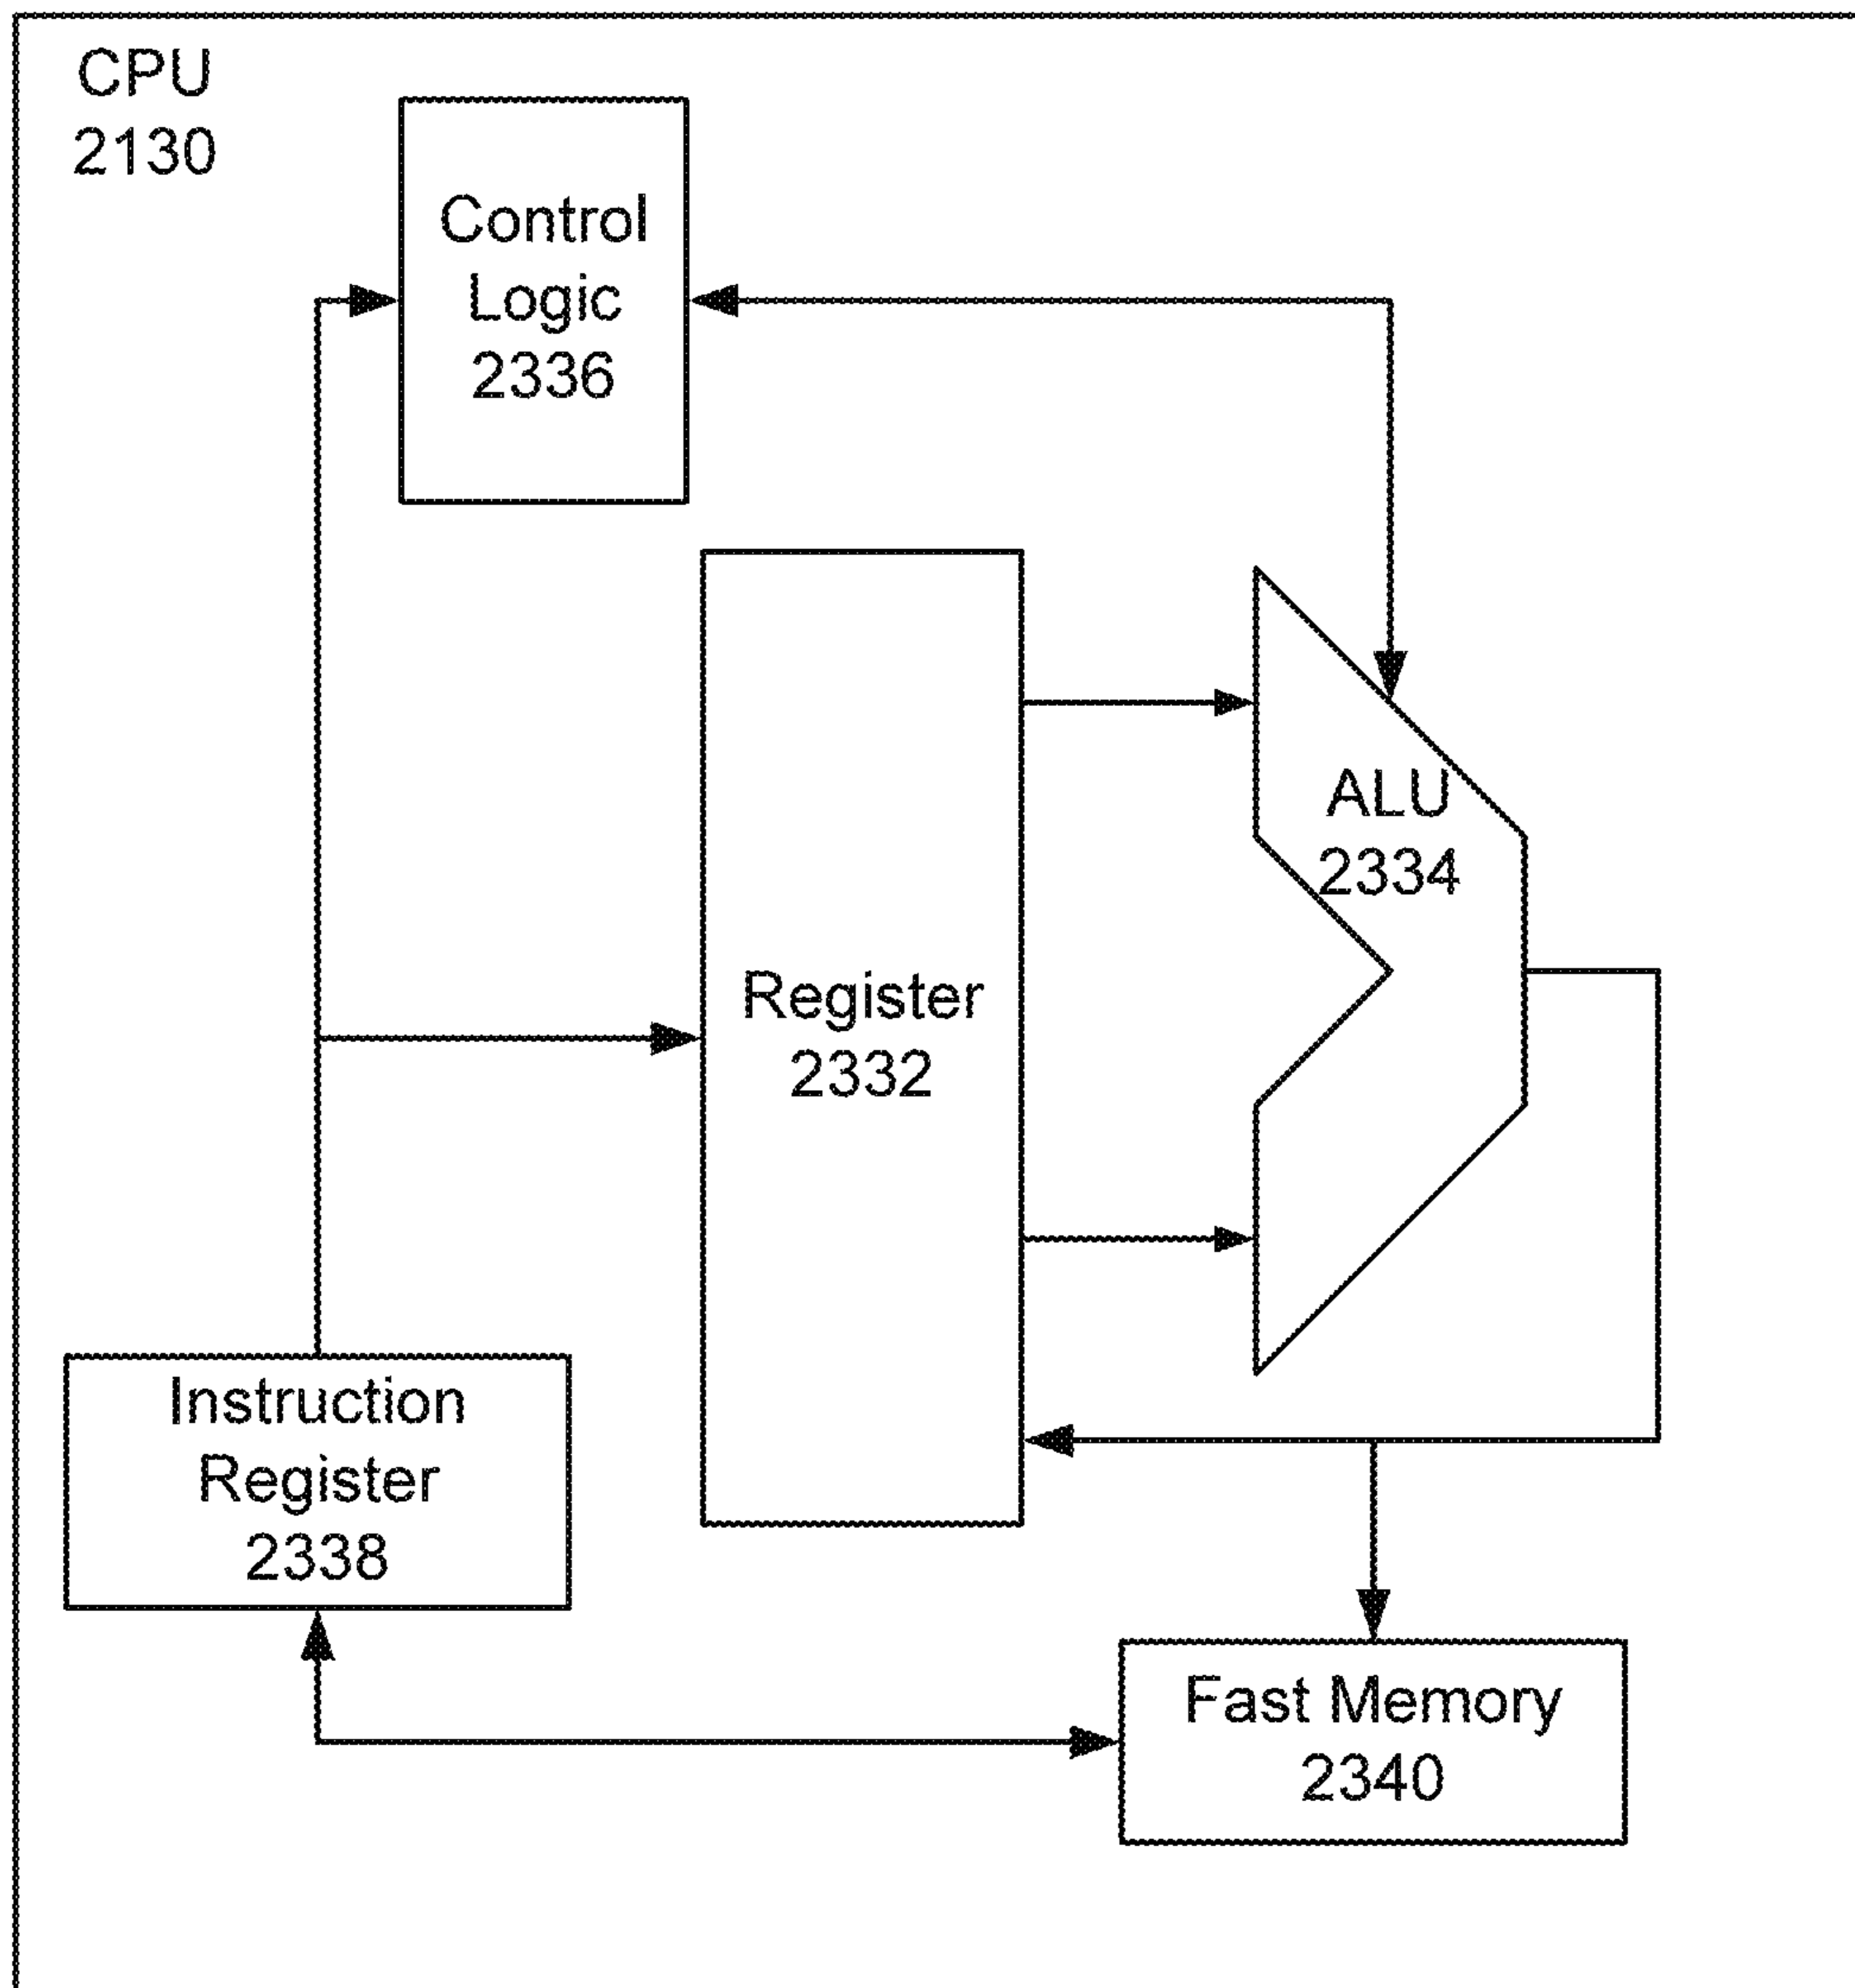 CPU
2130
Control
Logic
2336
ALU
2334
Register
2332
Instruction
Register
2338
Fast Memory
2340